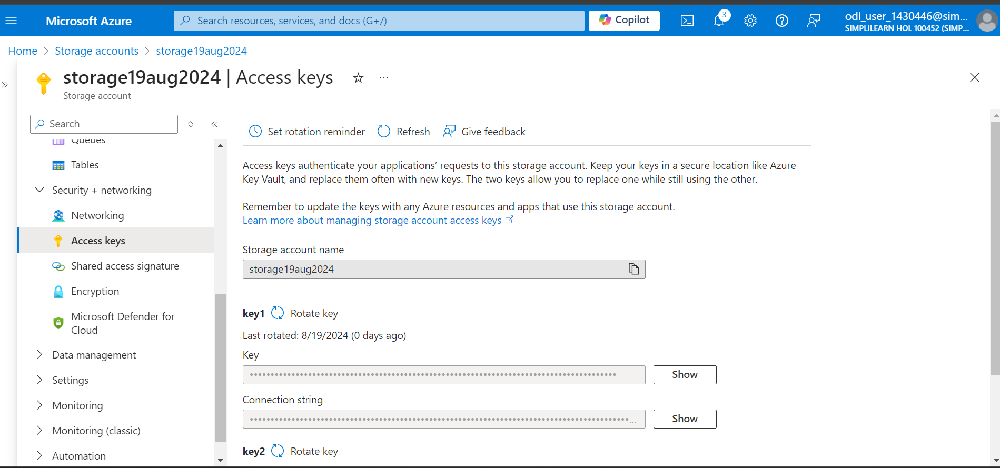 Microsoft Azure
Search resources, services, and docs (G+/)
Copilot
3
odl_user_1430446@sim...
SIMPLILEARN HOL 100452 (SIMP...
Home > Storage accounts > storage19aug2024
storage19aug2024 | Access keys
Storage account
Search
Queues
Tables
Security + networking
Networking
Access keys
Shared access signature
Encryption
Microsoft Defender for
Cloud
Data management
Settings
Monitoring
Monitoring (classic)
Automation
Set rotation reminder
Refresh
Give feedback
Access keys authenticate your applications’ requests to this storage account. Keep your keys in a secure location like Azure
Key Vault, and replace them often with new keys. The two keys allow you to replace one while still using the other.
Remember to update the keys with any Azure resources and apps that use this storage account.
Learn more about managing storage account access keys
Storage account name
storage19aug2024
key1
Rotate key
Last rotated: 8/19/2024 (0 days ago)
Key
Show
Connection string
...
Show
key2
Rotate key